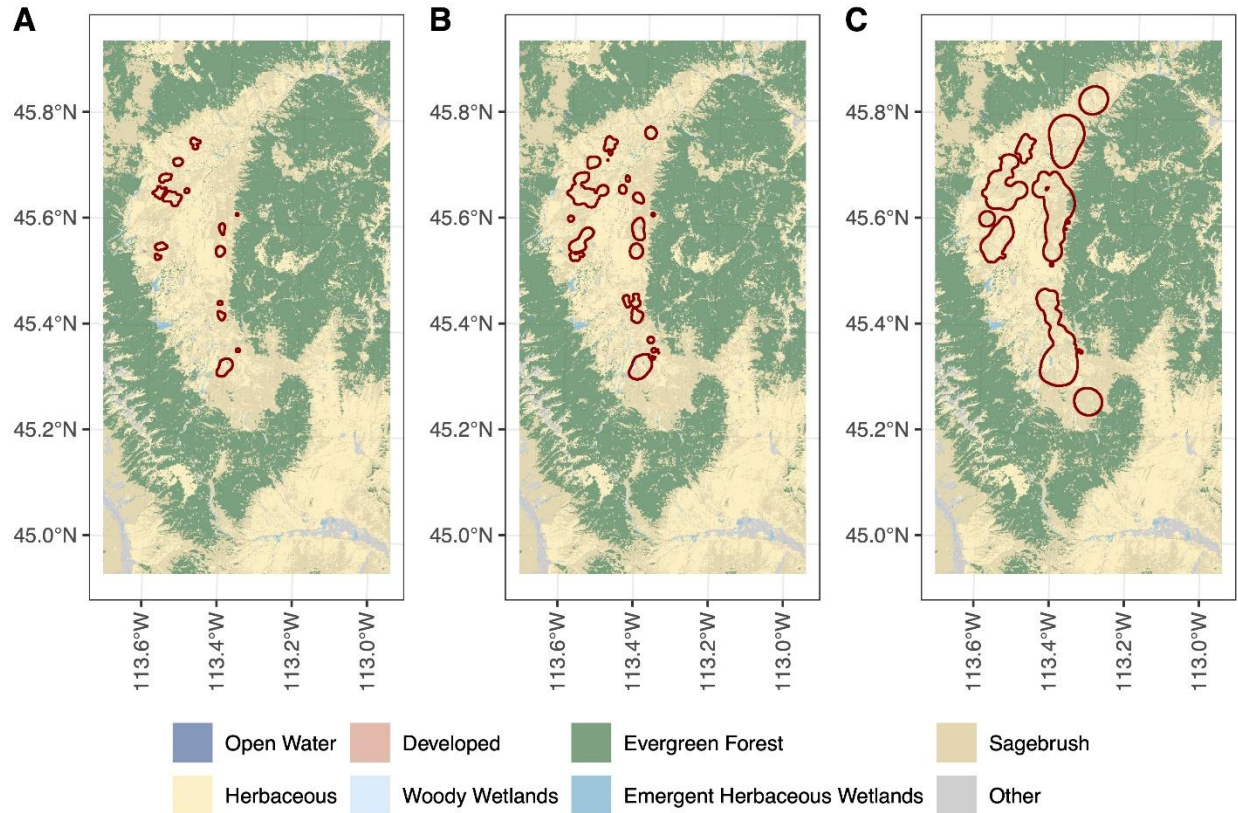 A B C
45.8°N 45.8°N 45.8°N
45.6°N 45.6°N 45.6°N
45.4°N 45.4°N 45.4°N
45.2°N 45.2°N 45.2°N
45.0°N 45.0°N 45.0°N
113.6°W 113.4°W 113.2°W 113.0°W 113.6°W 113.4°W 113.2°W 113.0°W 113.6°W 113.4°W 113.2°W 113.0°W
Open Water Developed Evergreen Forest Sagebrush
Herbaceous Woody Wetlands Emergent Herbaceous Wetlands Other